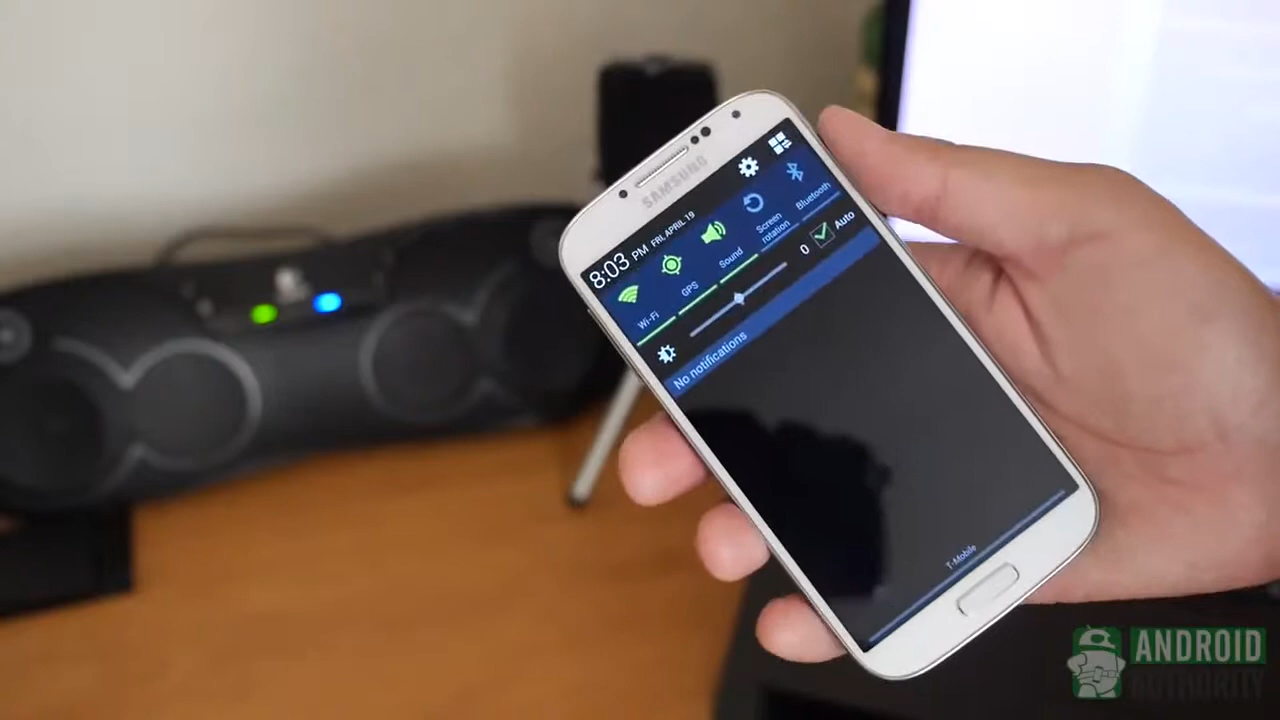 SAMSUNG
8:03 PM FRI, APRIL 19
Wi-Fi
GPS
Sound
Screen
rotation
Bluetooth
0
Auto
No notifications
T-Mobile
ANDROID
AUTHORITY